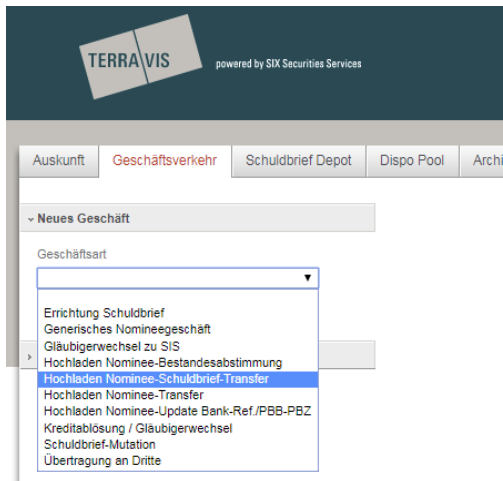 TERRAVIS
powered by SIX Securities Services
Auskunft Geschäftsverkehr Schuldbrief Depot Dispo Pool Archi
Neues Geschäft
Geschäftsart
Errichtung Schuldbrief
Generisches Nomineegeschäft
Gläubigerwechsel zu SIS
Hochladen Nominee-Bestandesabstimmung
Hochladen Nominee-Schuldbrief-Transfer
Hochladen Nominee-Transfer
Hochladen Nominee-Update Bank-Ref./PBB-PBZ
Kreditablösung / Gläubigerwechsel
Schuldbrief-Mutation
Übertragung an Dritte